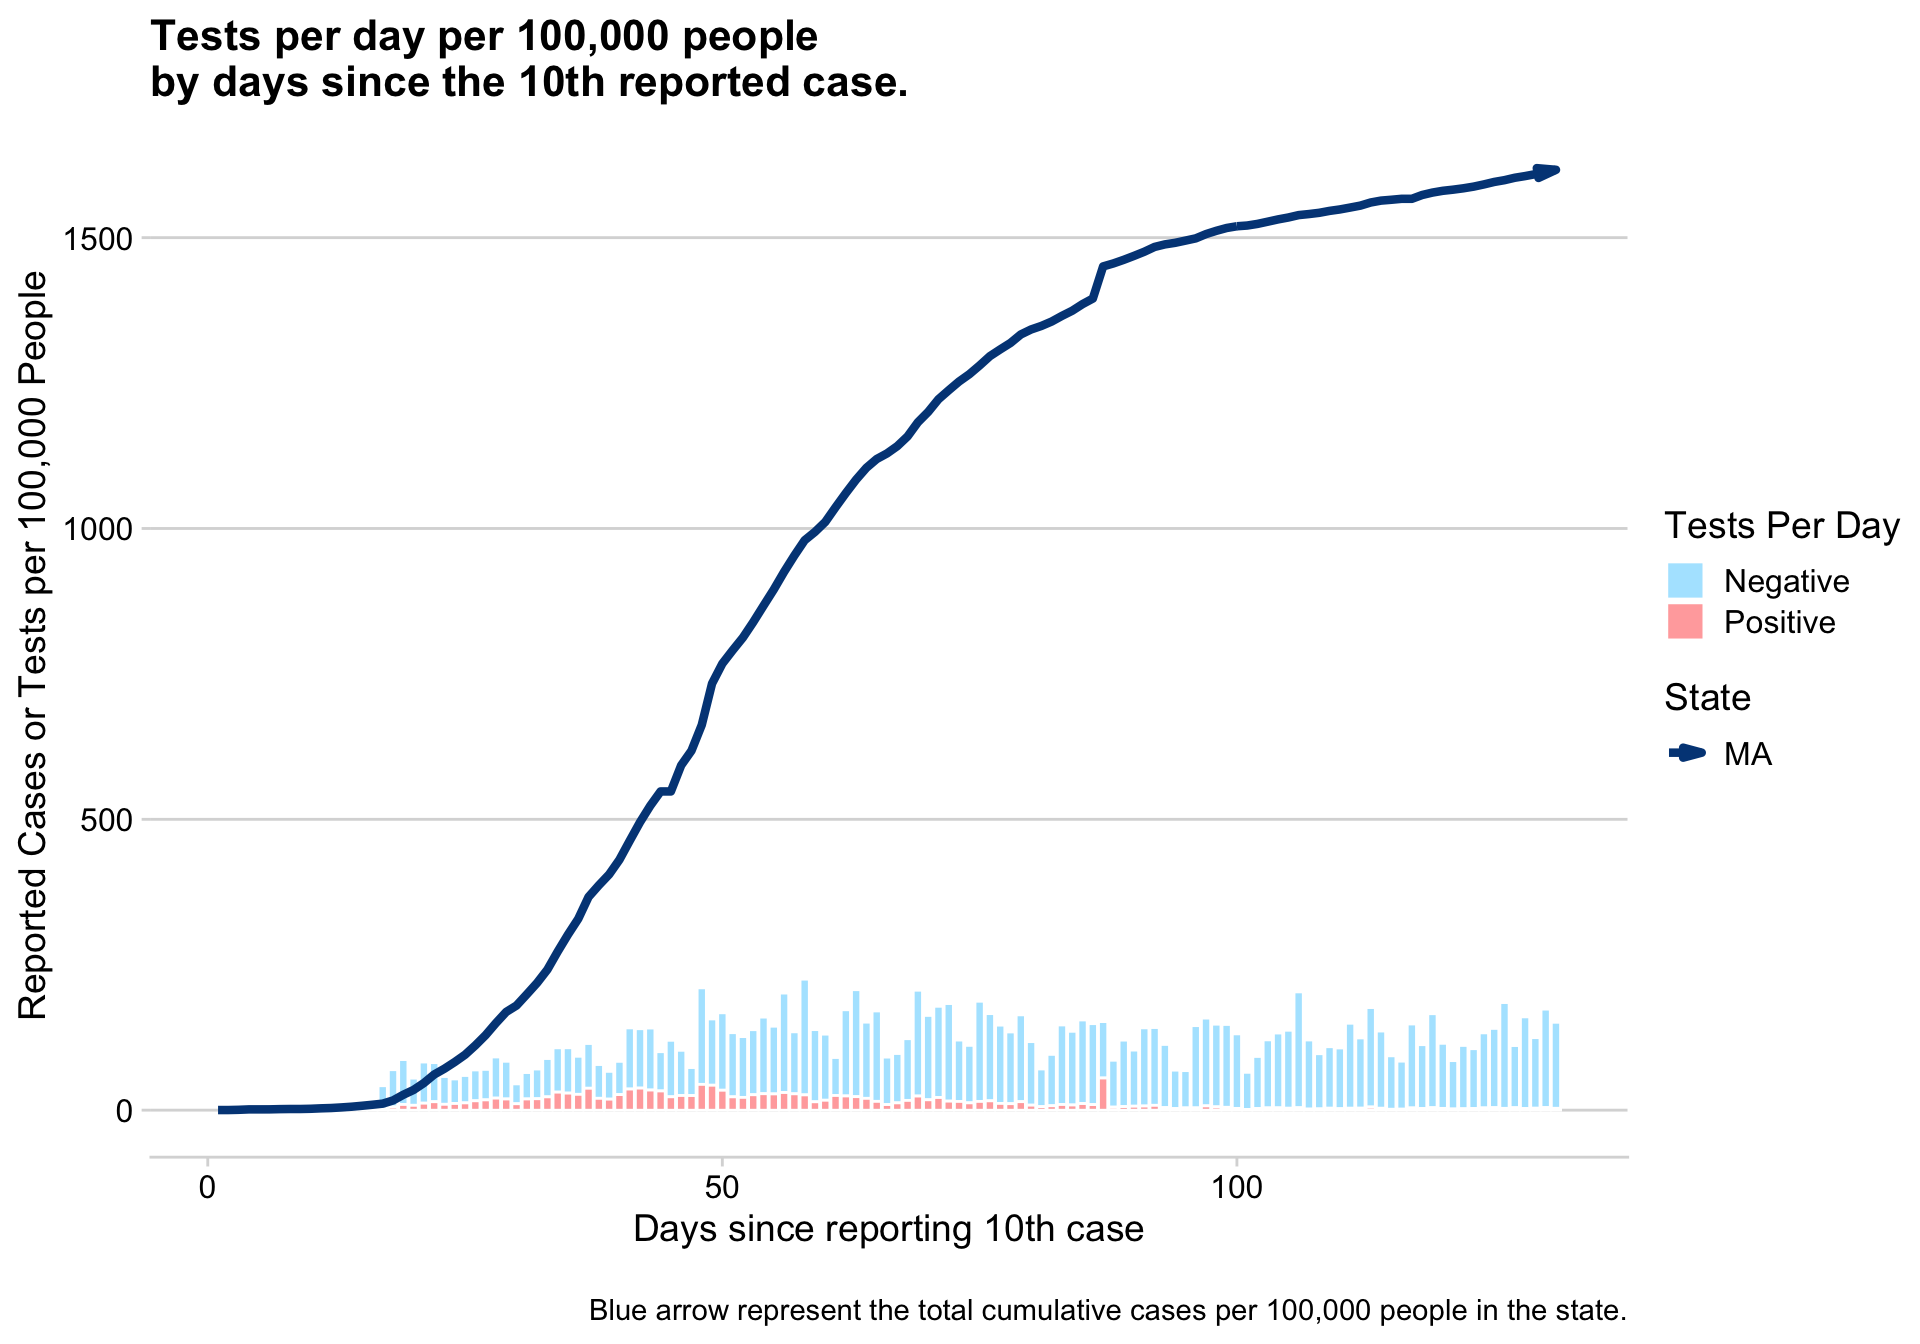 Tests per day per 100,000 people
by days since the 10th reported case.
Reported Cases or Tests per 100,000 People
1500
1000
500
0
0
50
100
Days since reporting 10th case
Tests Per Day
Negative
Positive
State
MA
Blue arrow represent the total cumulative cases per 100,000 people in the state.